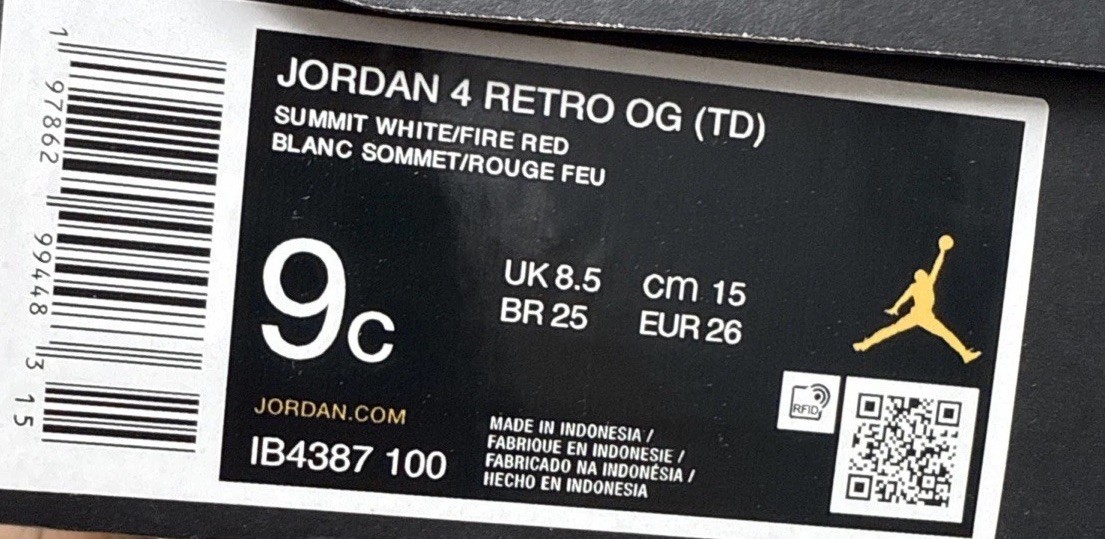 1 97862 99448 3 15
JORDAN 4 RETRO OG (TD)
SUMMIT WHITE/FIRE RED
BLANC SOMMET/ROUGE FEU
9c
UK 8.5 cm 15
BR 25 EUR 26
RFID
JORDAN.COM
IB4387 100
MADE IN INDONESIA /
FABRIQUE EN INDONESIE /
FABRICADO NA INDONÉSIA /
HECHO EN INDONESIA